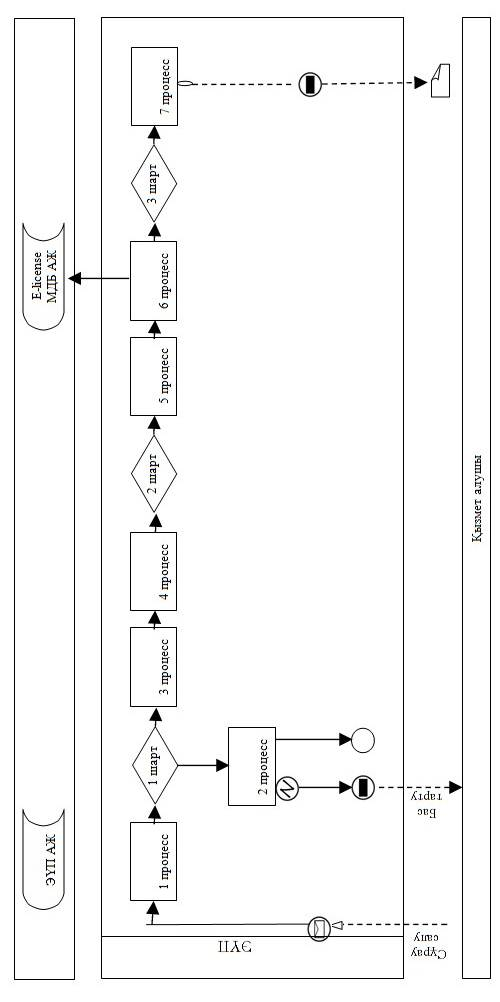 ЭҮП АЖ
E-license
МДБ АЖ
ЭҮП
Сұрау
салу
1 процесс
1 шарт
2 процесс
Бас
тарту
3 процесс
4 процесс
2 шарт
5 процесс
6 процесс
3 шарт
7 процесс
Қызмет алушы